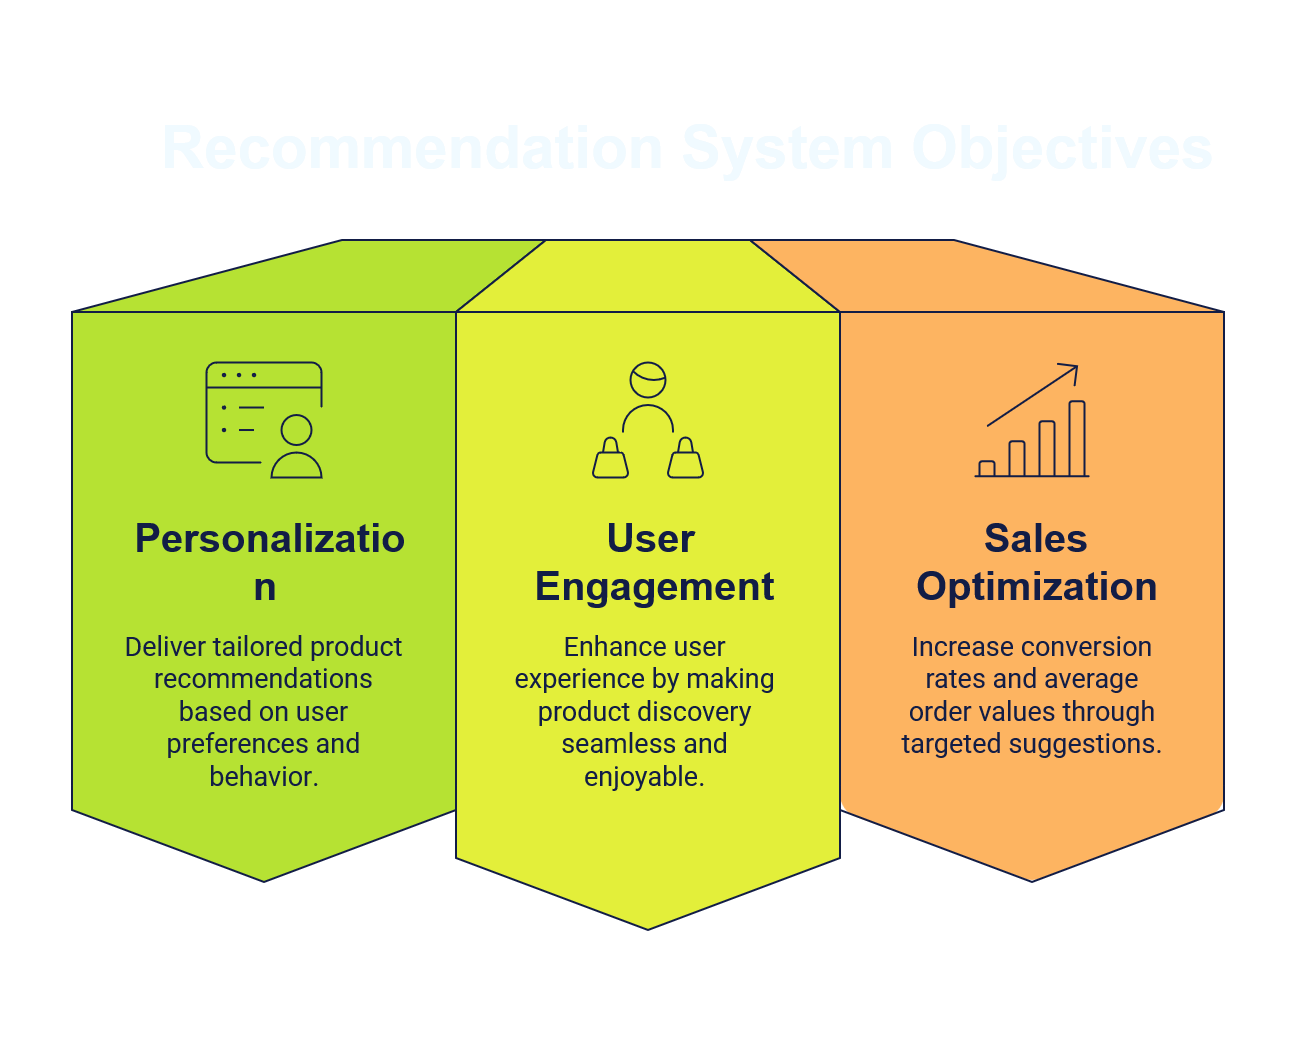 Recommendation System Objectives
Personalizatio
n
Deliver tailored product
recommendations
based on user
preferences and
behavior.
User
Engagement
Enhance user
experience by making
product discovery
seamless and
enjoyable.
Sales
Optimization
Increase conversion
rates and average
order values through
targeted suggestions.